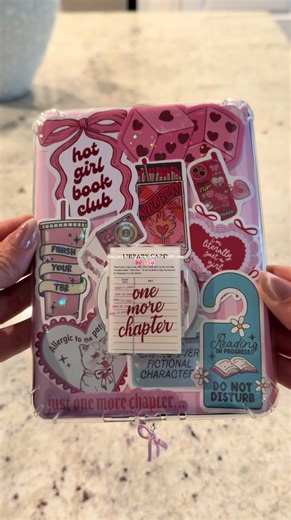 hot
girl
book
club
i'm
literally
just a
girl
FINISH
YOUR
TBR
LIBRARY CARD
one
more
chapter
Allergic to the
Reading
IN PROGRESS
DO NOT
DISTURB
FICTIONAL
CHARACTER
just one more chapter...